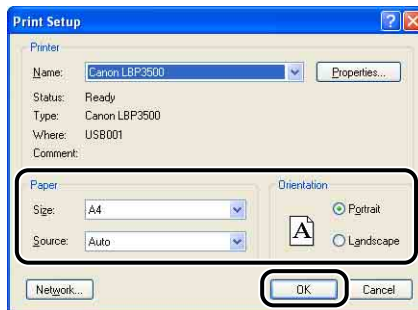 Print Setup
Printer
Name: Canon LBP3500 Properties...
Status: Ready
Type: Canon LBP3500
Where: USB001
Comment:
Paper Orientation
Size: A4 Portrait
A
Source: Auto Landscape
Network... OK Cancel